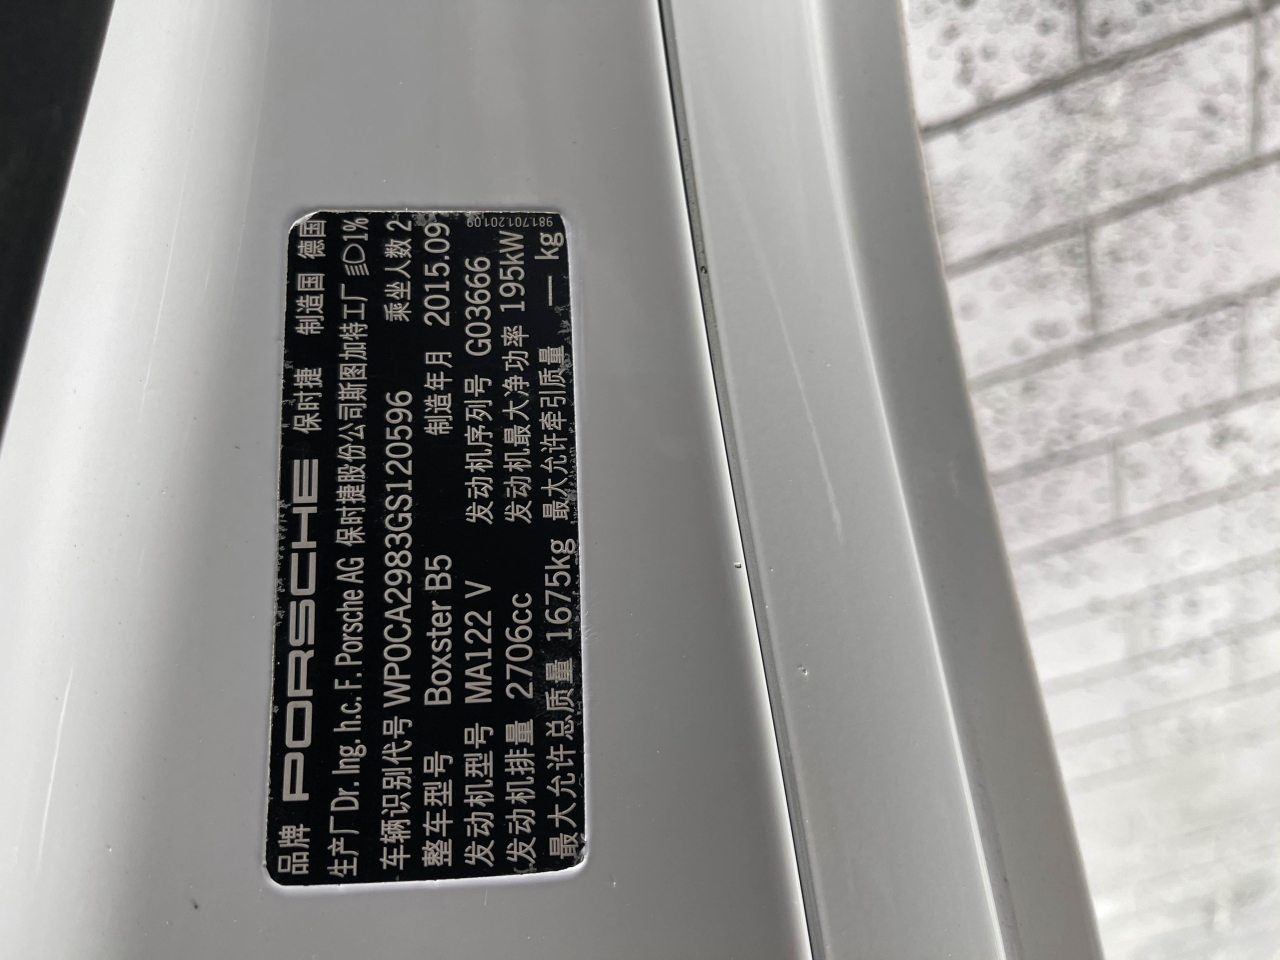 品牌 PORSCHE 保时捷 制造国 德国
生产厂 Dr. Ing. h.c. F. Porsche AG 保时捷股份公司斯图加特工厂 1%
车辆识别代号 WP0CA2983GS120596 乘坐人数 2
整车型号 Boxster B5 制造年月 2015.09
发动机型号 MA122 V 发动机序列号 G03666
发动机排量 2706cc 发动机最大净功率 195kW
最大允许总质量 1675kg 最大允许牵引质量 — kg
981.701.201.09